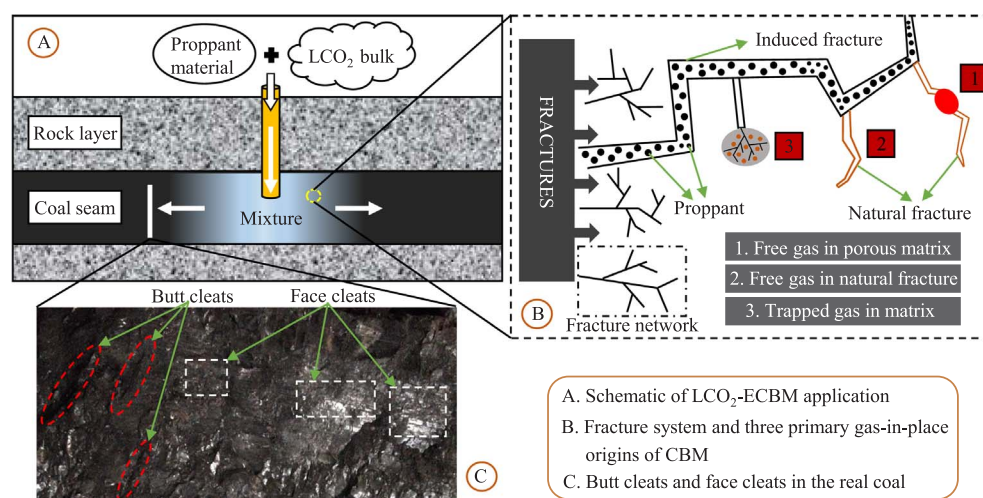 A
Proppant
material
LCO₂ bulk
Rock layer
Coal seam
Mixture
Induced fracture
FRACTURES
1
2
3
Proppant
Natural fracture
1. Free gas in porous matrix
2. Free gas in natural fracture
3. Trapped gas in matrix
B
Fracture network
Butt cleats
Face cleats
C
A. Schematic of LCO₂-ECBM application
B. Fracture system and three primary gas-in-place
origins of CBM
C. Butt cleats and face cleats in the real coal